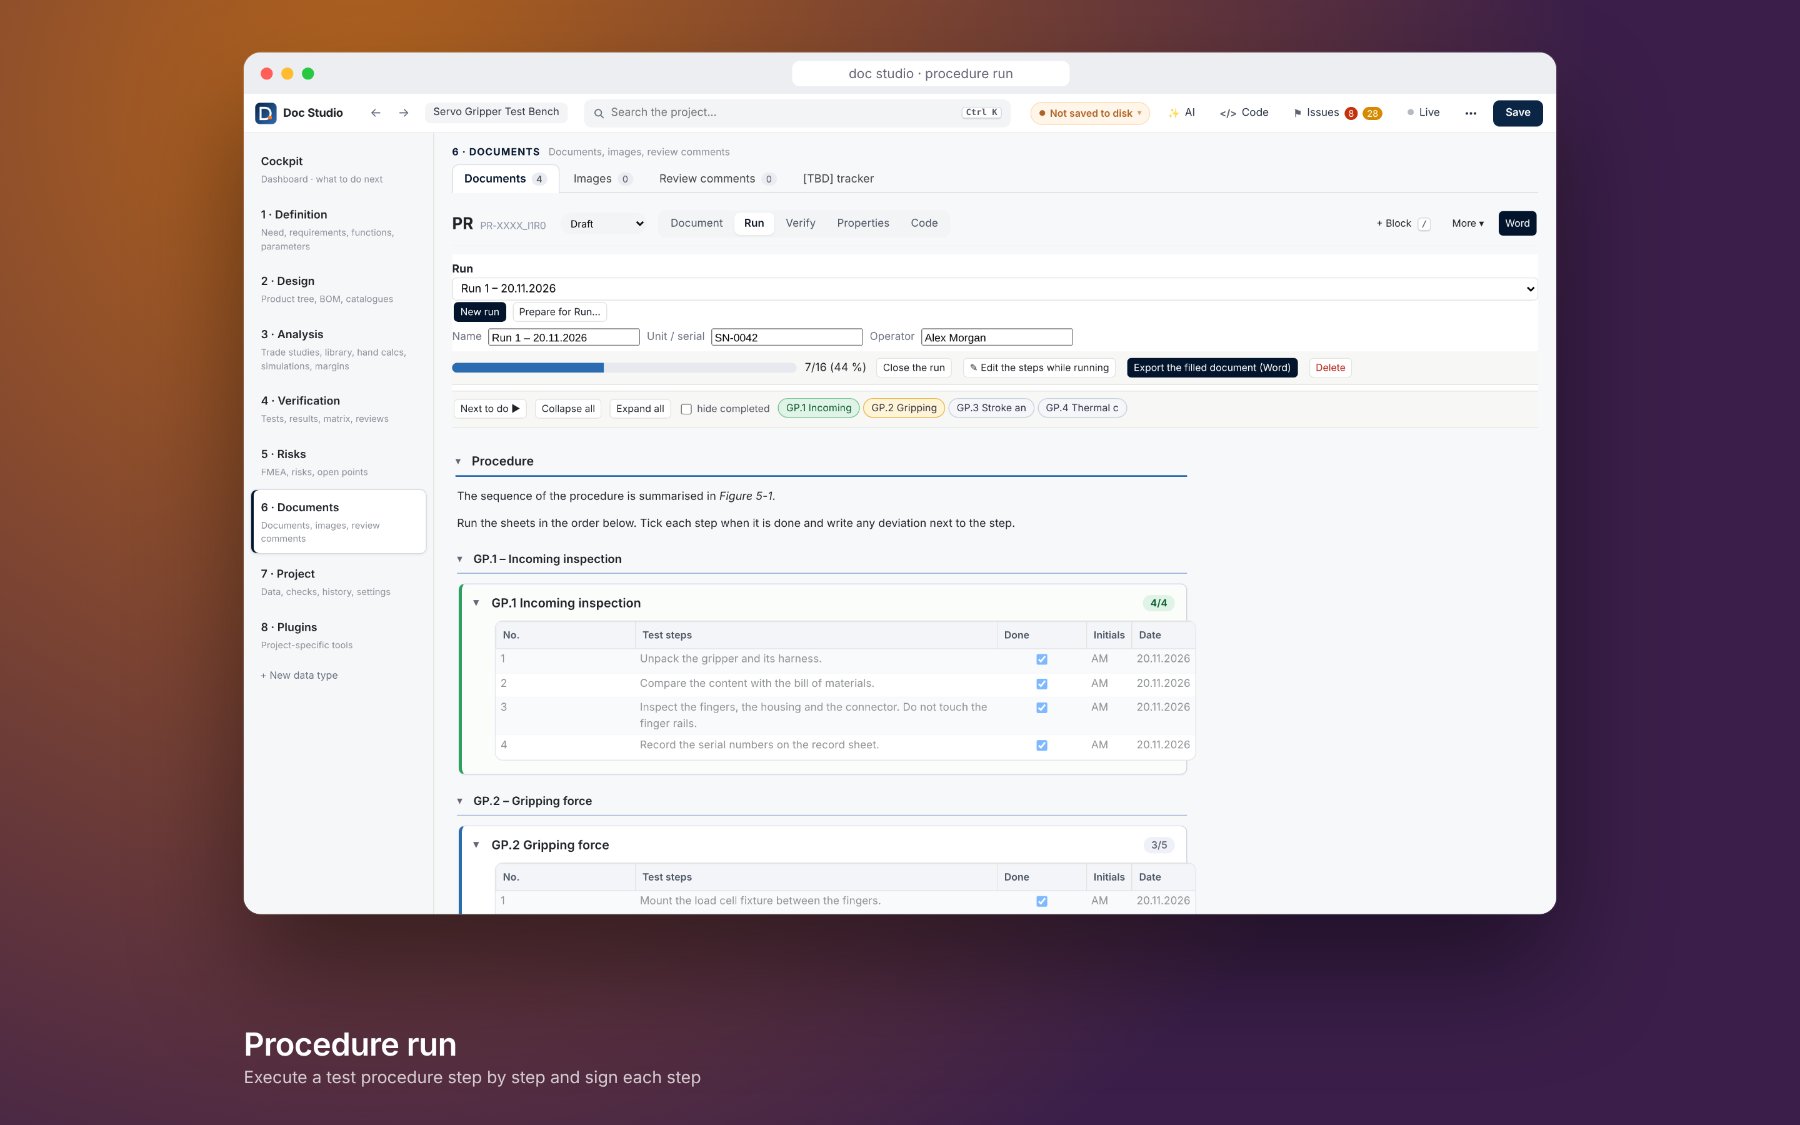 doc studio · procedure run
Doc Studio
Servo Gripper Test Bench
Search the project...
Ctrl K
Not saved to disk
AI
</> Code
Issues 8 28
Live
Save
Cockpit
Dashboard · what to do next
1 · Definition
Need, requirements, functions,
parameters
2 · Design
Product tree, BOM, catalogues
3 · Analysis
Trade studies, library, hand calcs,
simulations, margins
4 · Verification
Tests, results, matrix, reviews
5 · Risks
FMEA, risks, open points
6 · Documents
Documents, images, review
comments
7 · Project
Data, checks, history, settings
8 · Plugins
Project-specific tools
+ New data type
6 · DOCUMENTS Documents, images, review comments
Documents 4 Images 0 Review comments 0 [TBD] tracker
PR PR-XXXX_I1R0 Draft Document Run Verify Properties Code + Block / More ▾ Word
Run
Run 1 – 20.11.2026
New run Prepare for Run...
Name Run 1 – 20.11.2026 Unit / serial SN-0042 Operator Alex Morgan
7/16 (44 %) Close the run ✎ Edit the steps while running Export the filled document (Word) Delete
Next to do ▶ Collapse all Expand all hide completed GP.1 Incoming GP.2 Gripping GP.3 Stroke an GP.4 Thermal c
Procedure
The sequence of the procedure is summarised in Figure 5-1.
Run the sheets in the order below. Tick each step when it is done and write any deviation next to the step.
GP.1 – Incoming inspection
GP.1 Incoming inspection 4/4
No. Test steps Done Initials Date
1 Unpack the gripper and its harness. AM 20.11.2026
2 Compare the content with the bill of materials. AM 20.11.2026
3 Inspect the fingers, the housing and the connector. Do not touch the AM 20.11.2026
finger rails.
4 Record the serial numbers on the record sheet. AM 20.11.2026
GP.2 – Gripping force
GP.2 Gripping force 3/5
No. Test steps Done Initials Date
1 Mount the load cell fixture between the fingers. AM 20.11.2026
Procedure run
Execute a test procedure step by step and sign each step